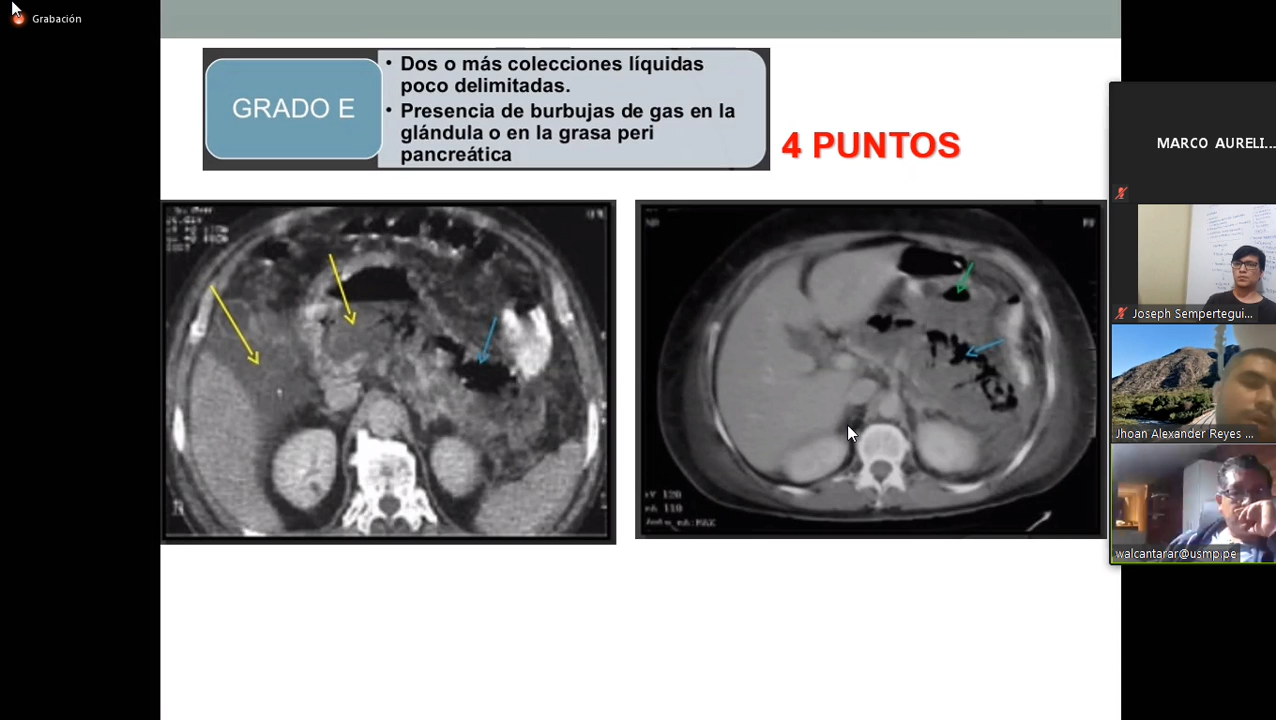 Grabación
GRADO E
• Dos o más colecciones líquidas
poco delimitadas.
• Presencia de burbujas de gas en la
glándula o en la grasa peri
pancreática
4 PUNTOS
MARCO AURELI...
Joseph Sempertegui...
Jhoan Alexander Reyes ...
walcantarar@usmp.pe
R